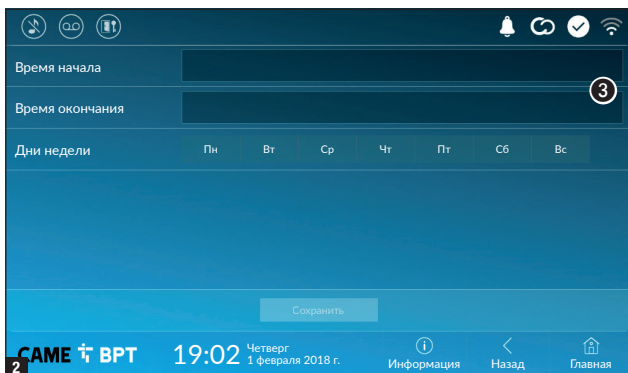 Время начала
3
Время окончания
Дни недели Пн Вт Ср Чт Пт Сб Вс
Сохранить
2
CAME BPT 19:02 Четверг
1 февраля 2018 г.
Информация Назад Главная